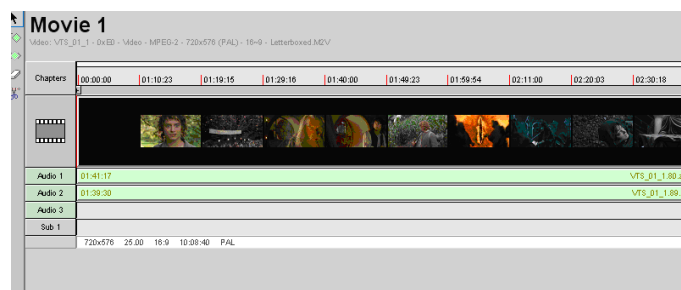 Movie 1
Video: VTS_01_1 - 0xE0 - Video - MPEG-2 - 720x576 (PAL) - 16=9 - Letterboxed.M2V
Chapters 00:00:00 01:10:23 01:19:15 01:29:16 01:40:00 01:49:23 01:59:54 02:11:00 02:20:03 02:30:18
Audio 1 01:41:17 VTS_01_1.80.
Audio 2 01:39:30 VTS_01_1.89.
Audio 3
Sub 1
720x576 25.00 16:9 10:09:40 PAL